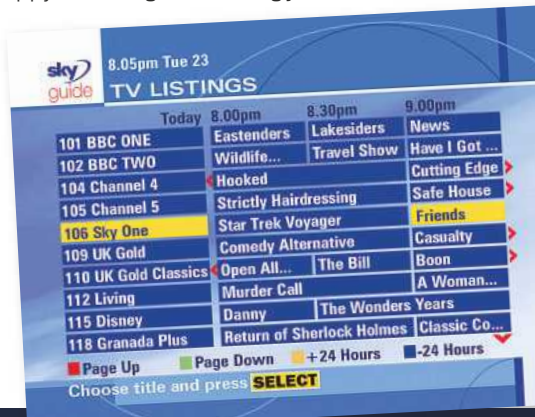 sky guide
8.05pm Tue 23
TV LISTINGS
Today 8.00pm 8.30pm 9.00pm
101 BBC ONE Eastenders Lakesiders News
102 BBC TWO Wildlife... Travel Show Have I Got ...
104 Channel 4 Hooked Cutting Edge
105 Channel 5 Strictly Hairdressing Safe House
106 Sky One Star Trek Voyager Friends
109 UK Gold Comedy Alternative Casualty
110 UK Gold Classics Open All... The Bill Boon
112 Living Murder Call A Woman...
115 Disney Danny The Wonders Years
118 Granada Plus Return of Sherlock Holmes Classic Co...
Page Up Page Down +24 Hours -24 Hours
Choose title and press SELECT